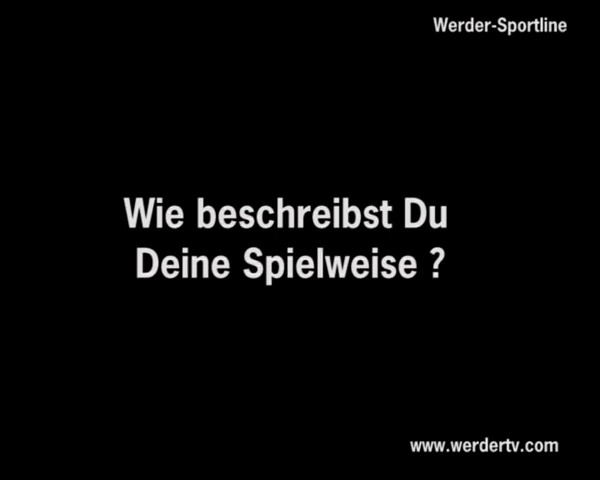 Werder-Sportline
Wie beschreibst Du
Deine Spielweise ?
www.werdertv.com